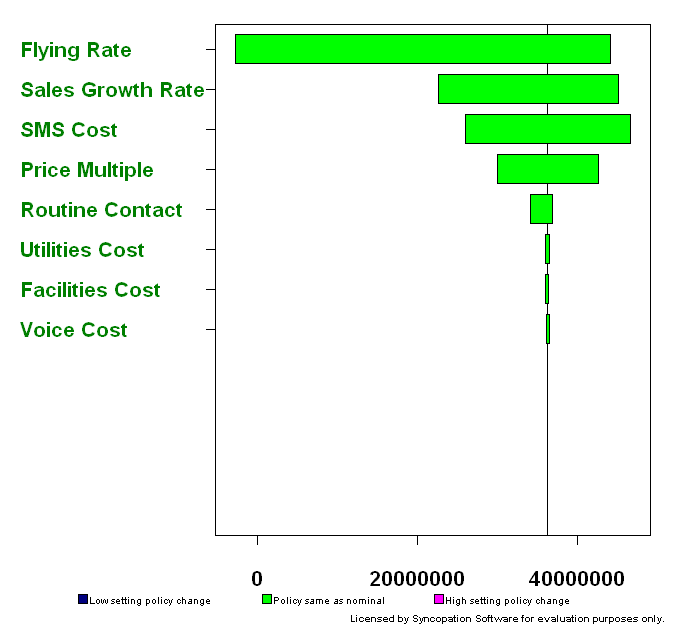 Flying Rate
Sales Growth Rate
SMS Cost
Price Multiple
Routine Contact
Utilities Cost
Facilities Cost
Voice Cost
0 20000000 40000000
Low setting policy change Policy same as nominal High setting policy change
Licensed by Syncopation Software for evaluation purposes only.